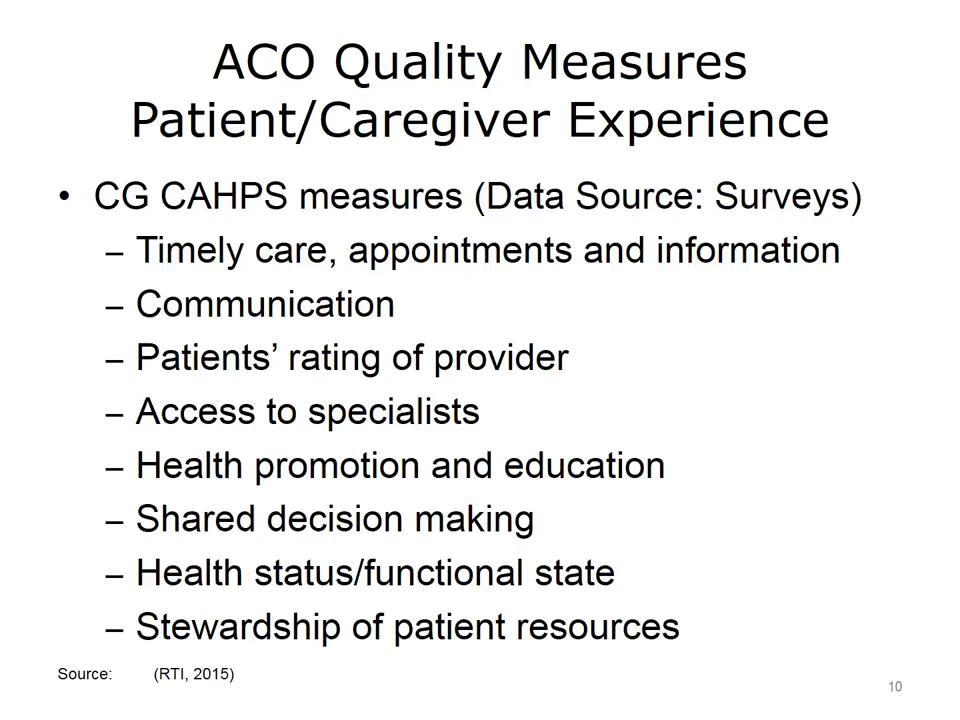 ACO Quality Measures
Patient/Caregiver Experience
• CG CAHPS measures (Data Source: Surveys)
– Timely care, appointments and information
– Communication
– Patients’ rating of provider
– Access to specialists
– Health promotion and education
– Shared decision making
– Health status/functional state
– Stewardship of patient resources
Source: (RTI, 2015)
10